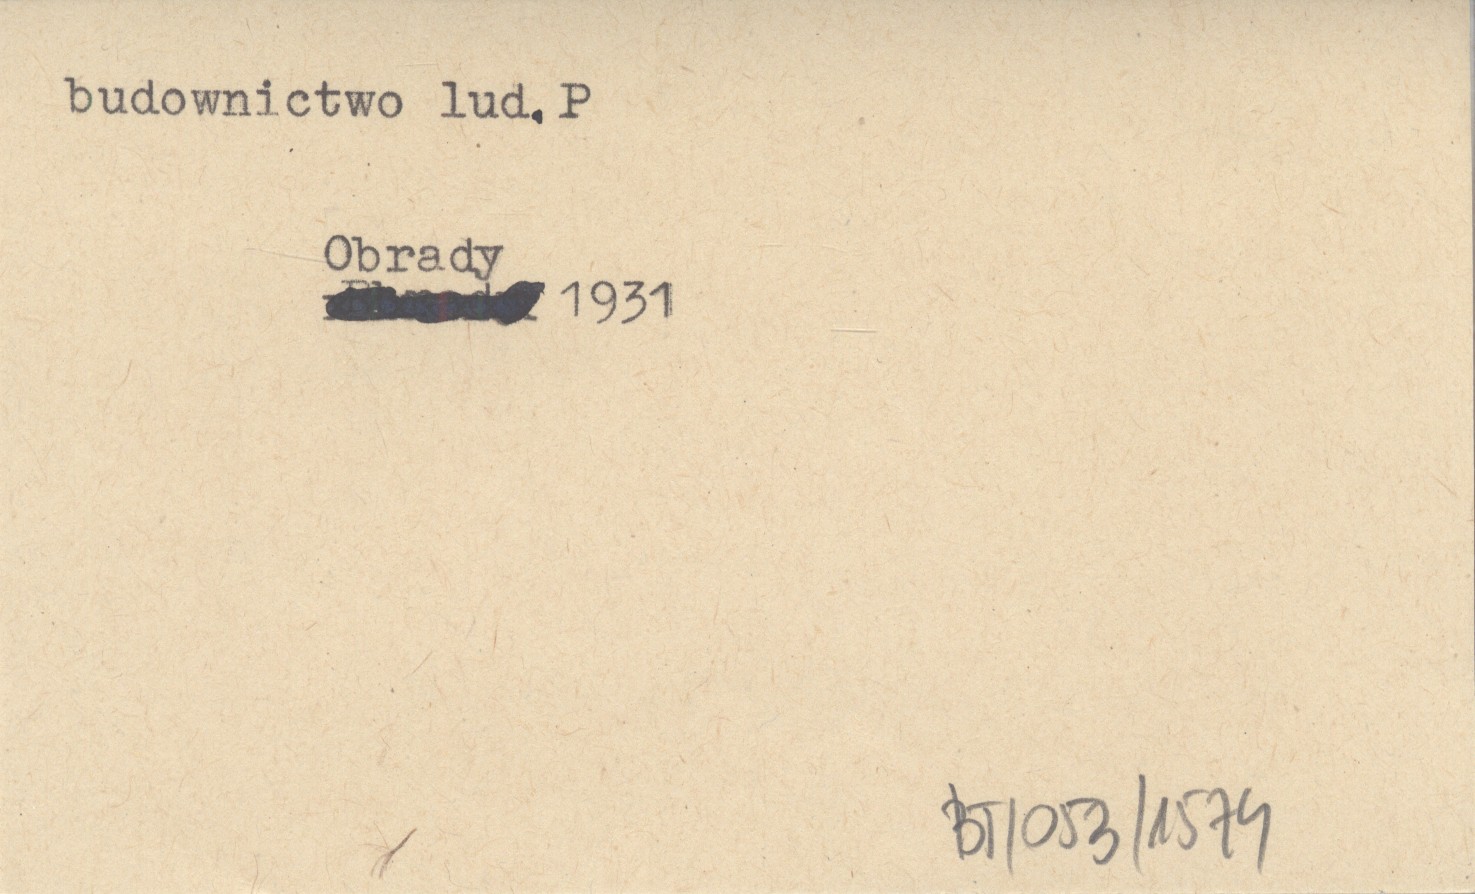 budownictwo lud. P
Obrady
1931
BT/053/1574